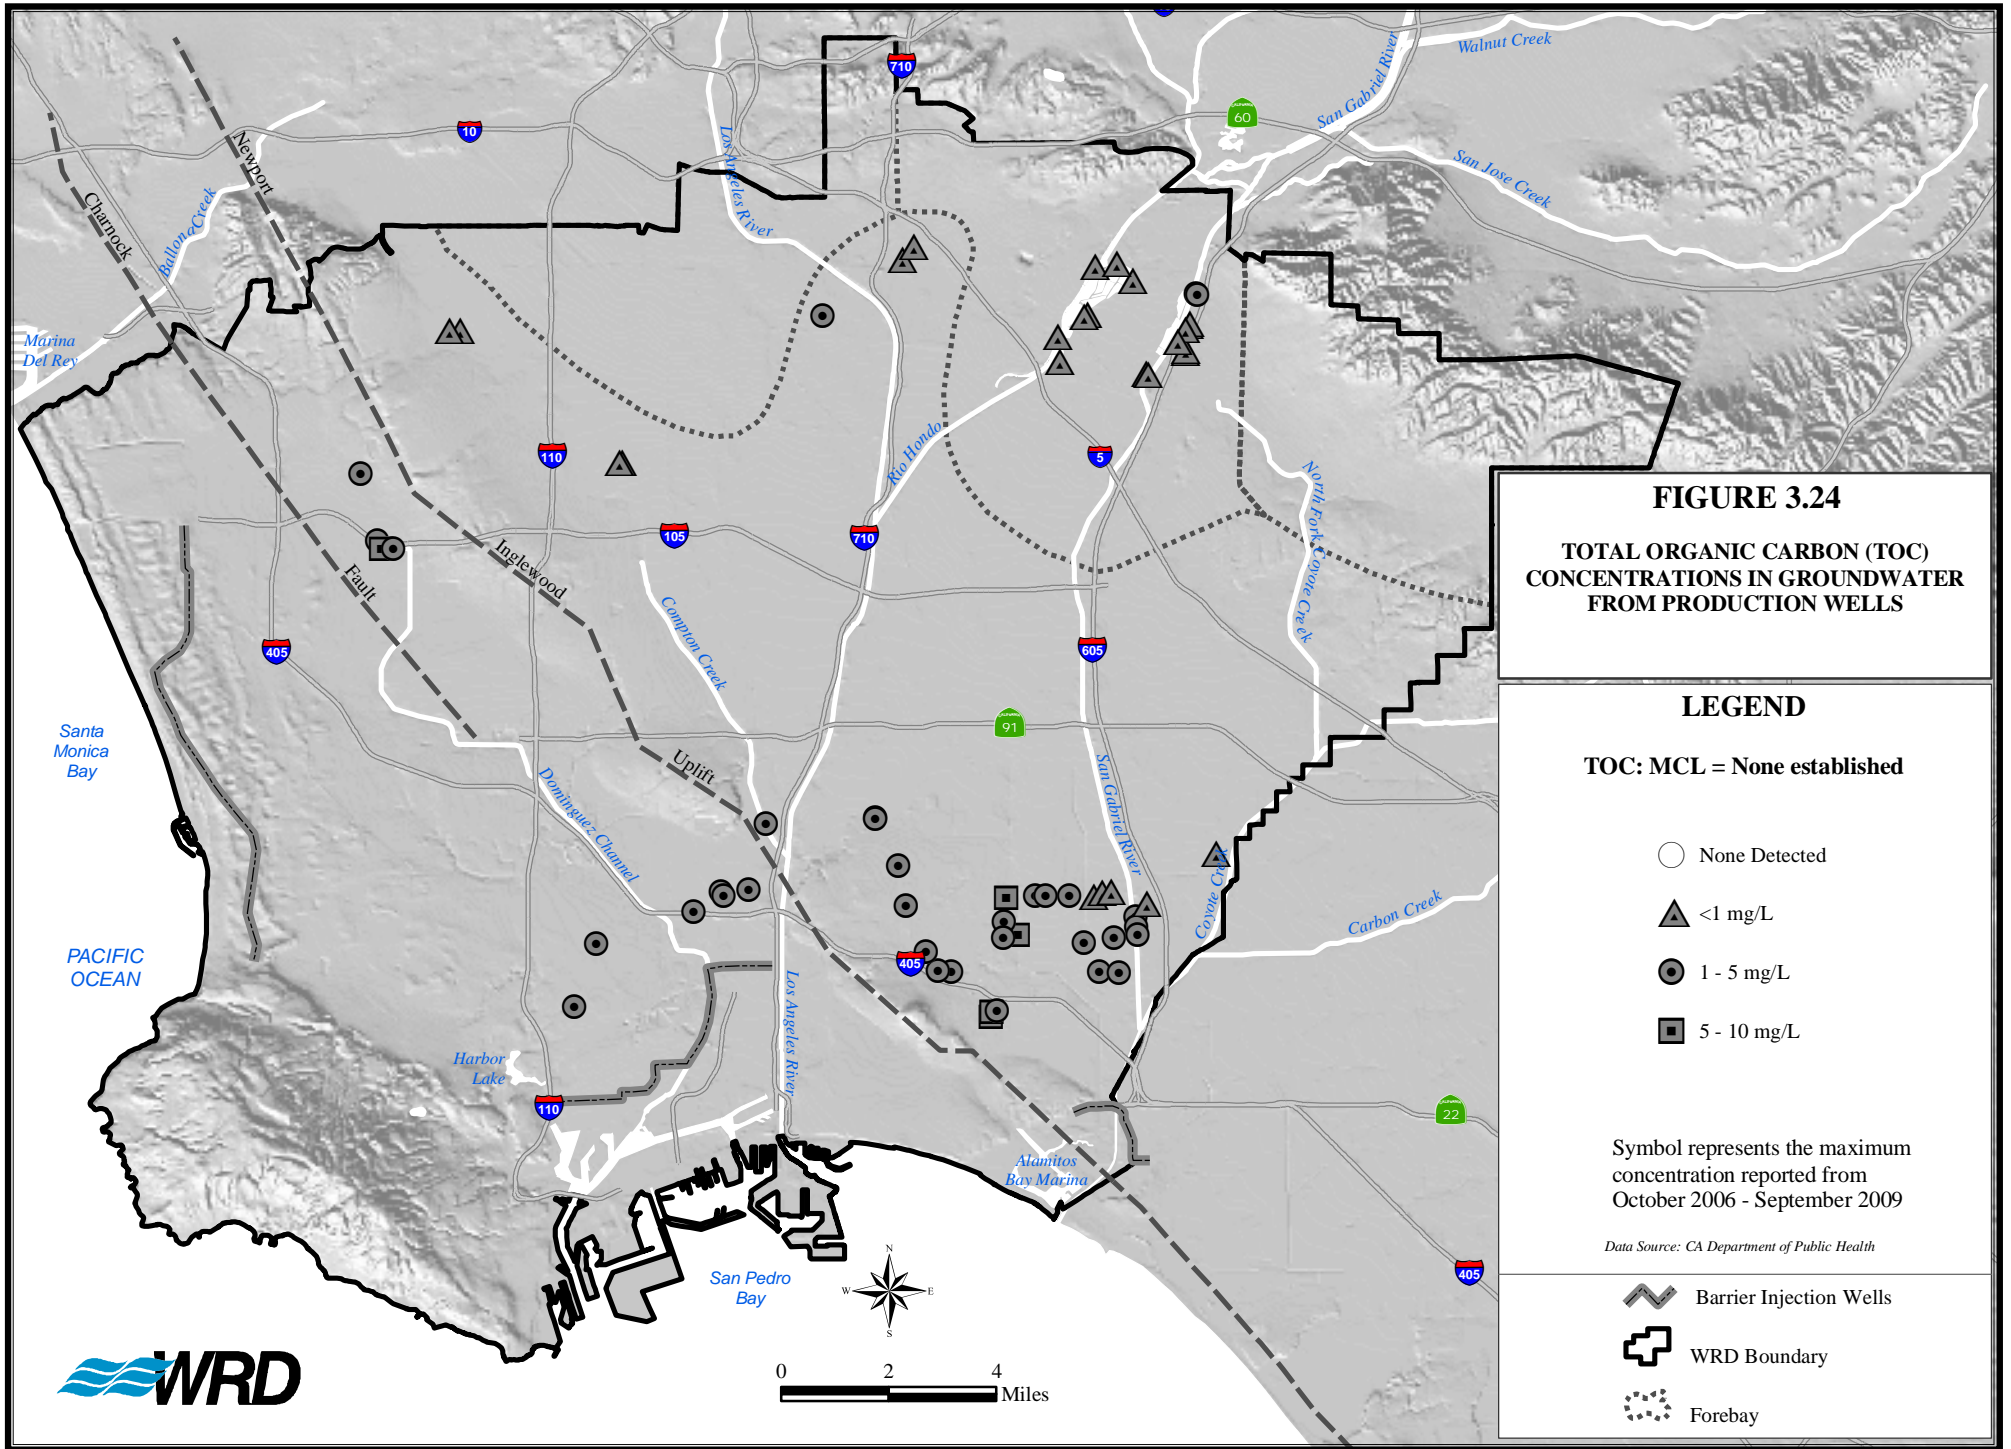 710
10
CALIFORNIA
60
Walnut Creek
San Gabriel River
San Jose Creek
Los Angeles River
Newport
Charnock
Ballona Creek
Marina
Del Rey
110
5
Rio Hondo
North Fork Coyote Creek
105
710
Inglewood
Fault
Compton Creek
405
605
CALIFORNIA
91
Santa
Monica
Bay
Uplift
Dominguez Channel
San Gabriel River
Coyote Creek
Carbon Creek
PACIFIC
OCEAN
405
Los Angeles River
Harbor
Lake
110
CALIFORNIA
22
Alamitos
Bay Marina
405
San Pedro
Bay
N
W
E
S
0
2
4
Miles
WRD
FIGURE 3.24
TOTAL ORGANIC CARBON (TOC)
CONCENTRATIONS IN GROUNDWATER
FROM PRODUCTION WELLS
LEGEND
TOC: MCL = None established
None Detected
<1 mg/L
1 - 5 mg/L
5 - 10 mg/L
Symbol represents the maximum
concentration reported from
October 2006 - September 2009
Data Source: CA Department of Public Health
Barrier Injection Wells
WRD Boundary
Forebay